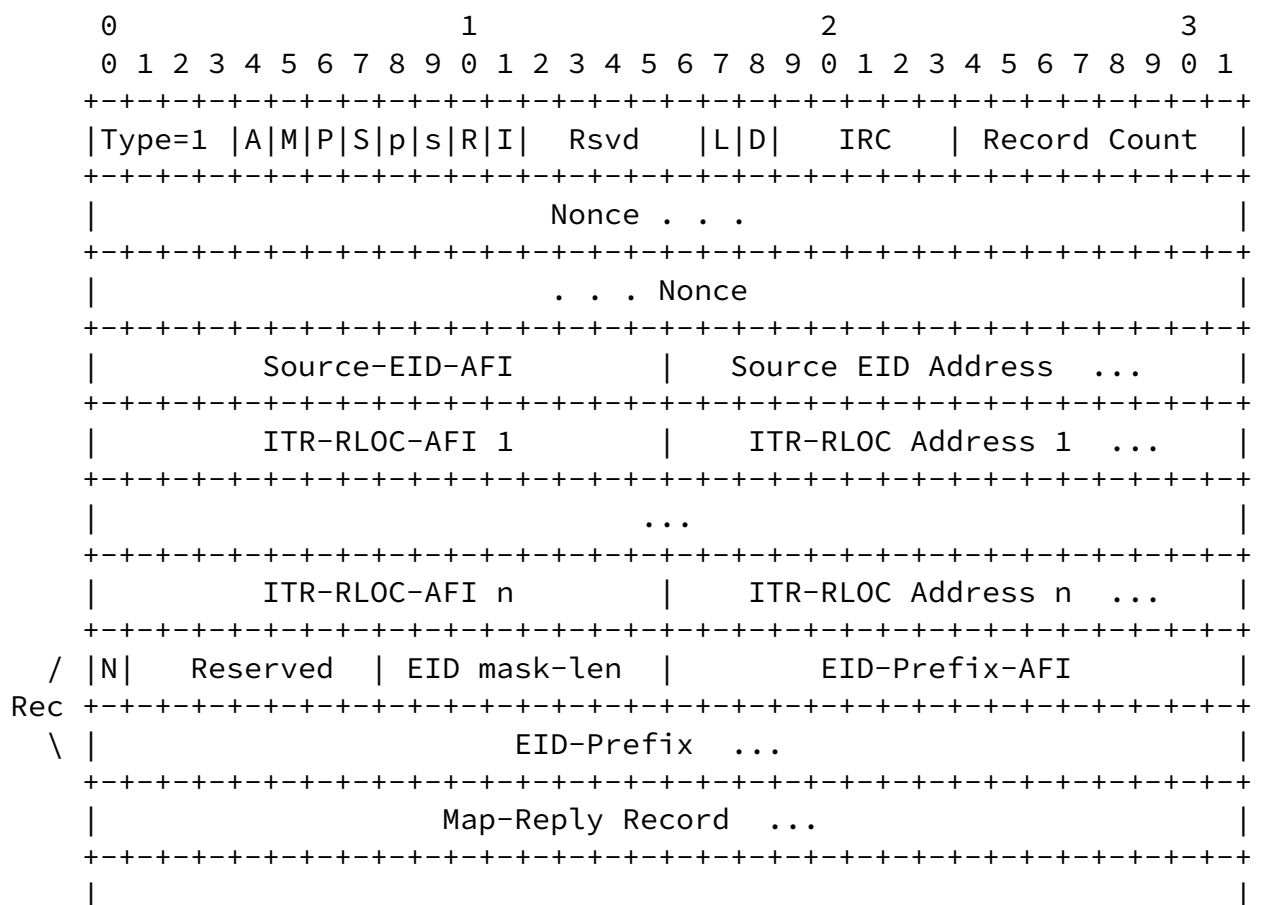 0                   1                   2                   3
 0 1 2 3 4 5 6 7 8 9 0 1 2 3 4 5 6 7 8 9 0 1 2 3 4 5 6 7 8 9 0 1
+-+-+-+-+-+-+-+-+-+-+-+-+-+-+-+-+-+-+-+-+-+-+-+-+-+-+-+-+-+-+-+-+
|Type=1 |A|M|P|S|p|s|R|I|  Rsvd   |L|D|   IRC   | Record Count  |
+-+-+-+-+-+-+-+-+-+-+-+-+-+-+-+-+-+-+-+-+-+-+-+-+-+-+-+-+-+-+-+-+
|                         Nonce . . .                           |
+-+-+-+-+-+-+-+-+-+-+-+-+-+-+-+-+-+-+-+-+-+-+-+-+-+-+-+-+-+-+-+-+
|                         . . . Nonce                           |
+-+-+-+-+-+-+-+-+-+-+-+-+-+-+-+-+-+-+-+-+-+-+-+-+-+-+-+-+-+-+-+-+
|         Source-EID-AFI        |   Source EID Address  ...     |
+-+-+-+-+-+-+-+-+-+-+-+-+-+-+-+-+-+-+-+-+-+-+-+-+-+-+-+-+-+-+-+-+
|         ITR-RLOC-AFI 1        |    ITR-RLOC Address 1  ...    |
+-+-+-+-+-+-+-+-+-+-+-+-+-+-+-+-+-+-+-+-+-+-+-+-+-+-+-+-+-+-+-+-+
|                              ...                              |
+-+-+-+-+-+-+-+-+-+-+-+-+-+-+-+-+-+-+-+-+-+-+-+-+-+-+-+-+-+-+-+-+
|         ITR-RLOC-AFI n        |    ITR-RLOC Address n  ...    |
+-+-+-+-+-+-+-+-+-+-+-+-+-+-+-+-+-+-+-+-+-+-+-+-+-+-+-+-+-+-+-+-+
/ |N|   Reserved  | EID mask-len  |        EID-Prefix-AFI         |
Rec +-+-+-+-+-+-+-+-+-+-+-+-+-+-+-+-+-+-+-+-+-+-+-+-+-+-+-+-+-+-+-+-+
\ |                       EID-Prefix  ...                         |
+-+-+-+-+-+-+-+-+-+-+-+-+-+-+-+-+-+-+-+-+-+-+-+-+-+-+-+-+-+-+-+-+
|                   Map-Reply Record  ...                       |
+-+-+-+-+-+-+-+-+-+-+-+-+-+-+-+-+-+-+-+-+-+-+-+-+-+-+-+-+-+-+-+-+
|                                                               |